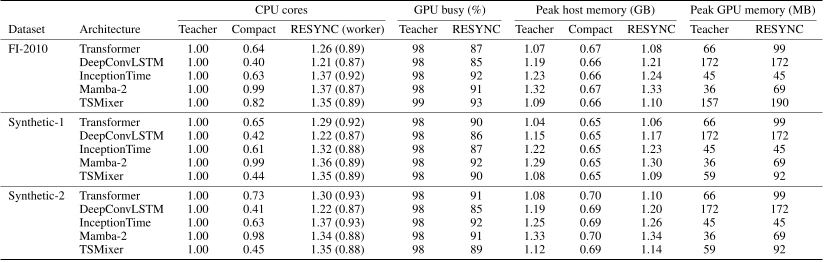 CPU cores GPU busy (%) Peak host memory (GB) Peak GPU memory (MB)
Dataset Architecture Teacher Compact RESYNC (worker) Teacher RESYNC Teacher Compact RESYNC Teacher RESYNC
FI-2010 Transformer 1.00 0.64 1.26 (0.89) 98 87 1.07 0.67 1.08 66 99
DeepConvLSTM 1.00 0.40 1.21 (0.87) 98 85 1.19 0.66 1.21 172 172
InceptionTime 1.00 0.63 1.37 (0.92) 98 92 1.23 0.66 1.24 45 45
Mamba-2 1.00 0.99 1.37 (0.87) 98 91 1.32 0.67 1.33 36 69
TSMixer 1.00 0.82 1.35 (0.89) 99 93 1.09 0.66 1.10 157 190
Synthetic-1 Transformer 1.00 0.65 1.29 (0.92) 98 90 1.04 0.65 1.06 66 99
DeepConvLSTM 1.00 0.42 1.22 (0.87) 98 86 1.15 0.65 1.17 172 172
InceptionTime 1.00 0.61 1.32 (0.88) 98 87 1.22 0.65 1.23 45 45
Mamba-2 1.00 0.99 1.36 (0.89) 98 92 1.29 0.65 1.30 36 69
TSMixer 1.00 0.44 1.35 (0.89) 98 90 1.08 0.65 1.09 59 92
Synthetic-2 Transformer 1.00 0.73 1.30 (0.93) 98 91 1.08 0.70 1.10 66 99
DeepConvLSTM 1.00 0.41 1.22 (0.87) 98 85 1.19 0.69 1.20 172 172
InceptionTime 1.00 0.63 1.37 (0.93) 98 92 1.25 0.69 1.26 45 45
Mamba-2 1.00 0.98 1.34 (0.88) 98 91 1.33 0.70 1.34 36 69
TSMixer 1.00 0.45 1.35 (0.88) 98 89 1.12 0.69 1.14 59 92